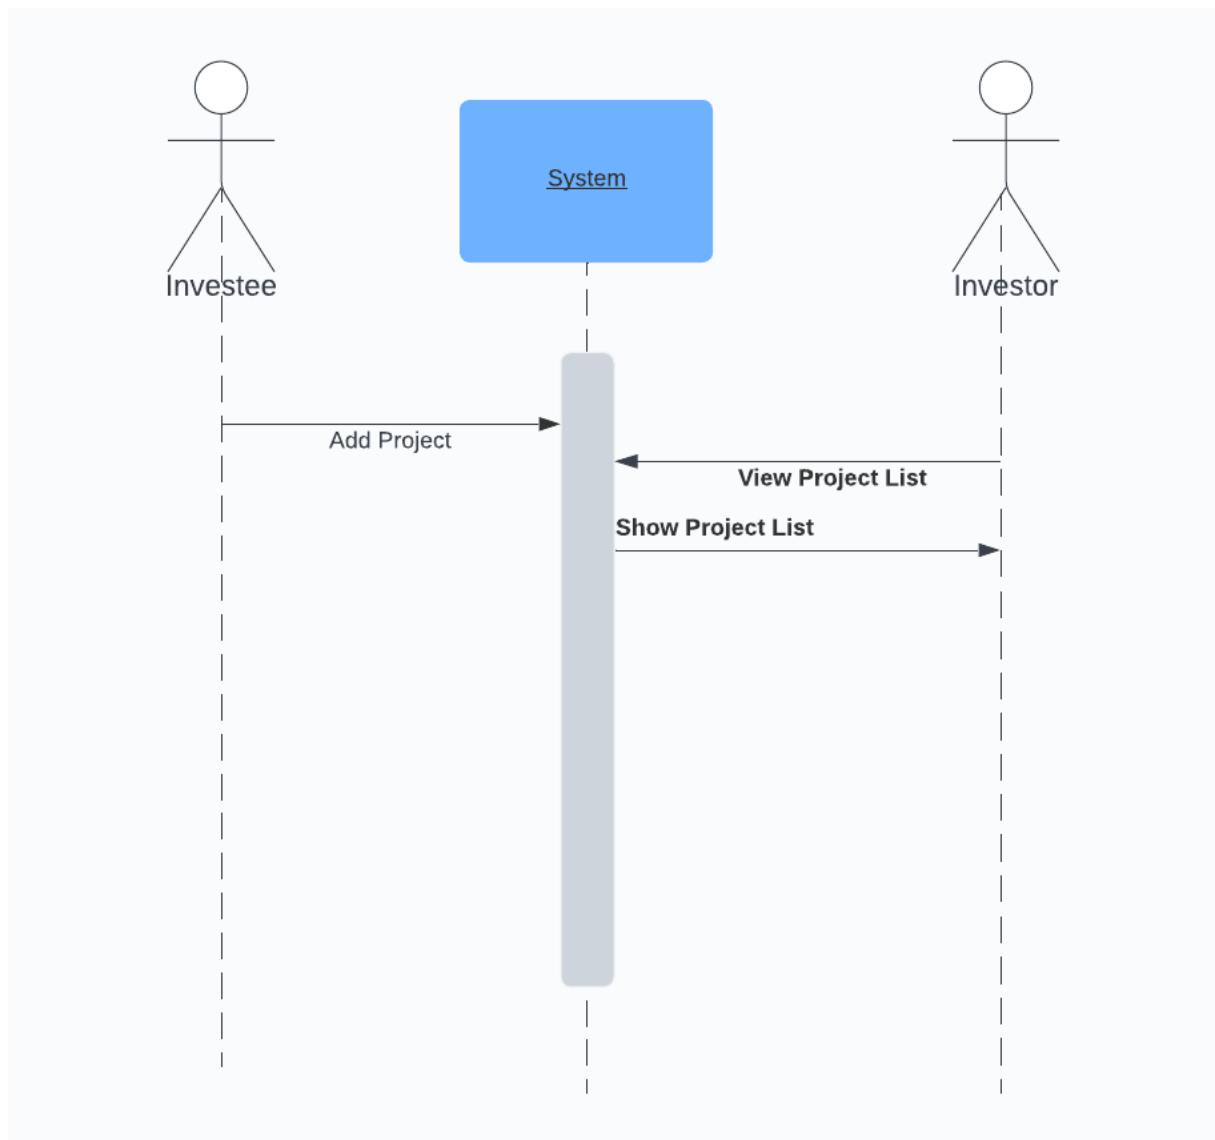 System
Investee
Investor
Add Project
View Project List
Show Project List